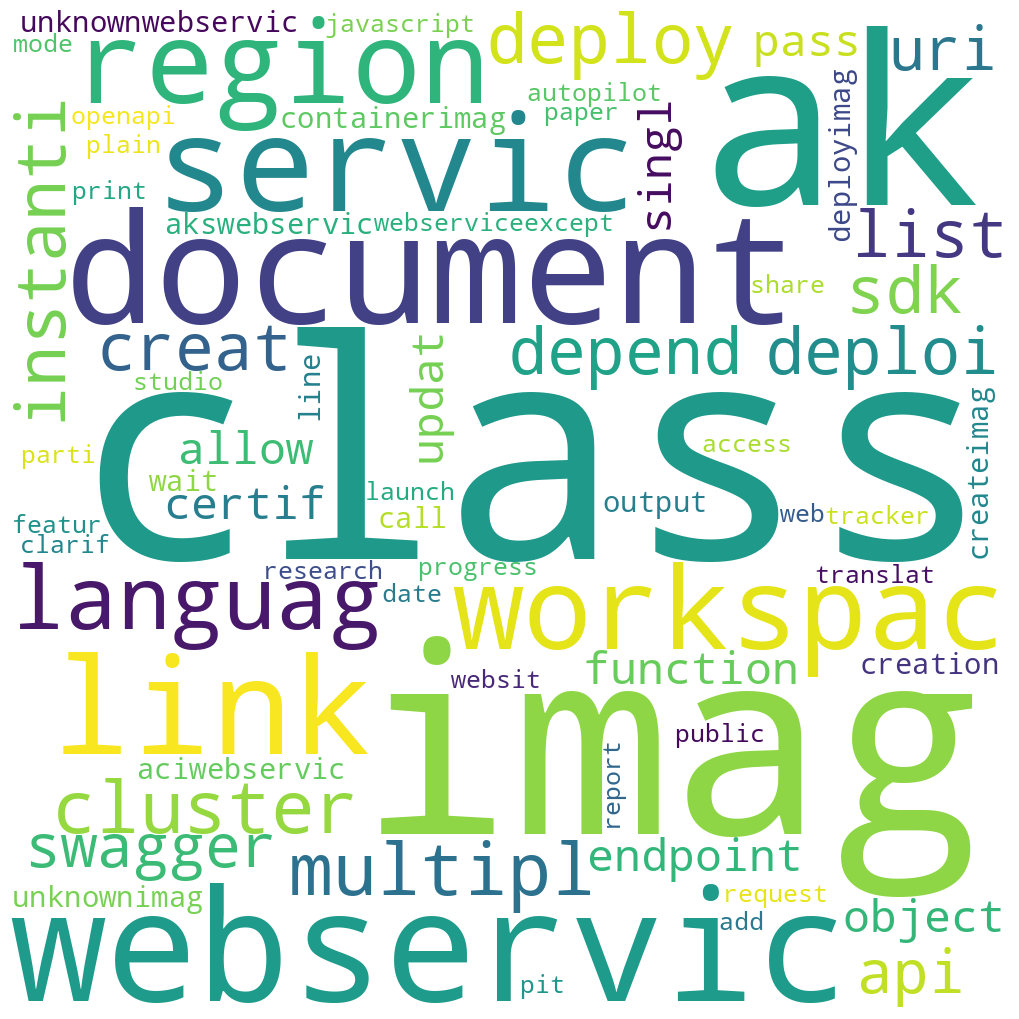 unknownwebservic
javascript
deploy
pass
uri
mode
region
ak
openapi
plain
print
instanti
containerimag
autopilot
paper
singl
deployimag
servic
akswebservic
webserviceexcept
list
document
share
sdk
creat
studio
line
updat
depend
deploi
class
parti
allow
wait
certif
launch
call
access
output
web
tracker
createimag
featur
clarif
research
date
progress
translat
languag
workspac
link
websit
function
creation
imag
public
report
aciwebservic
cluster
swagger
multipl
endpoint
unknownimag
request
add
object
webservic
pit
api